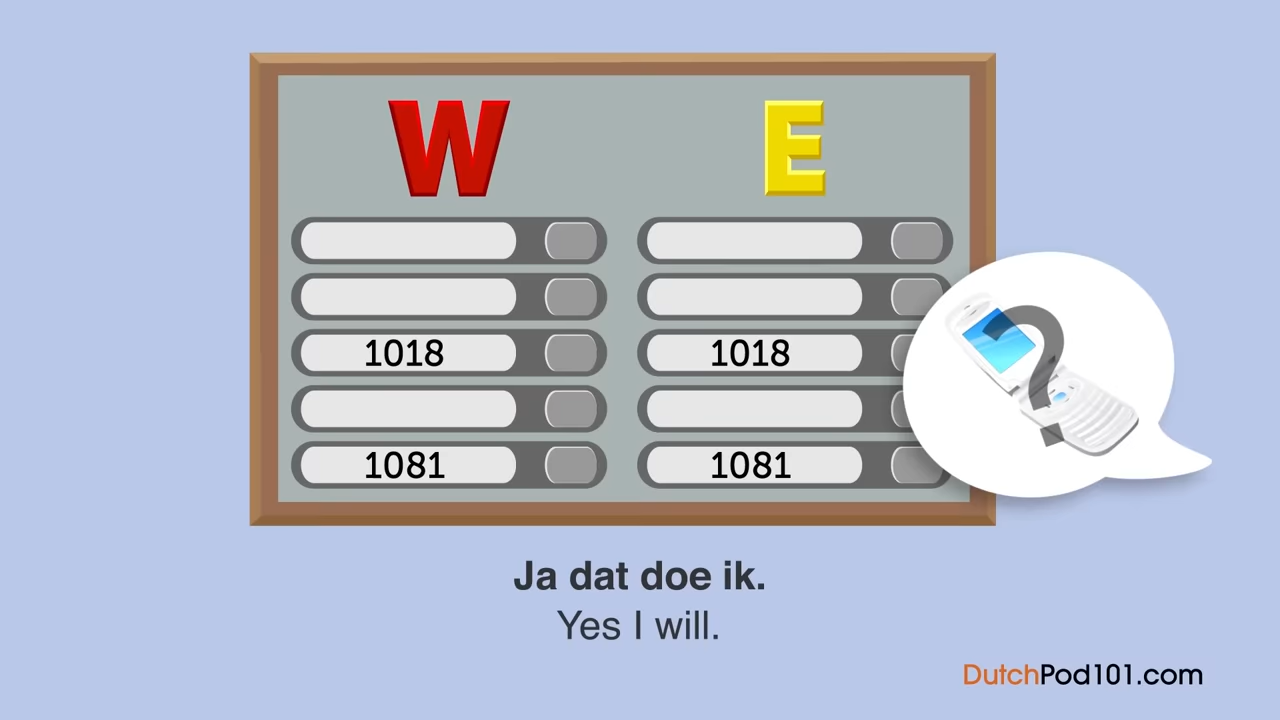 W E
1018 1018
1081 1081
?
Ja dat doe ik.
Yes I will.
DutchPod101.com